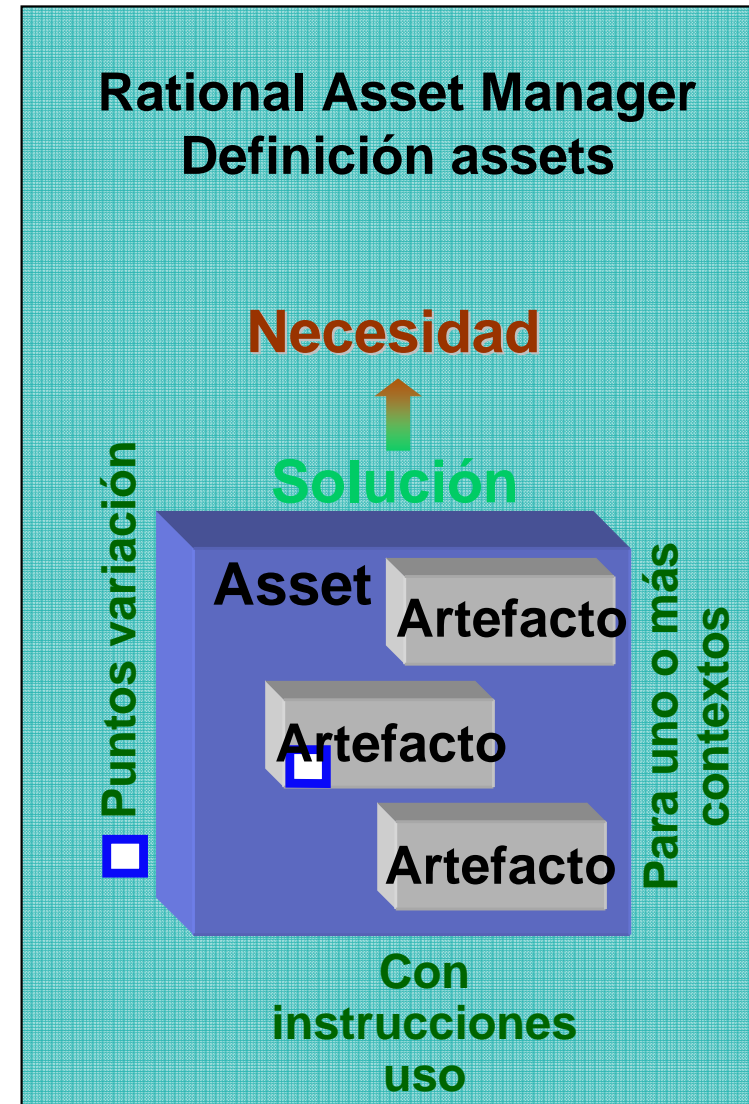 Rational Asset Manager
Definición assets
Necesidad
Solución
Puntos variación
Asset
Artefacto
Artefacto
Artefacto
Para uno o más
contextos
Con
instrucciones
uso